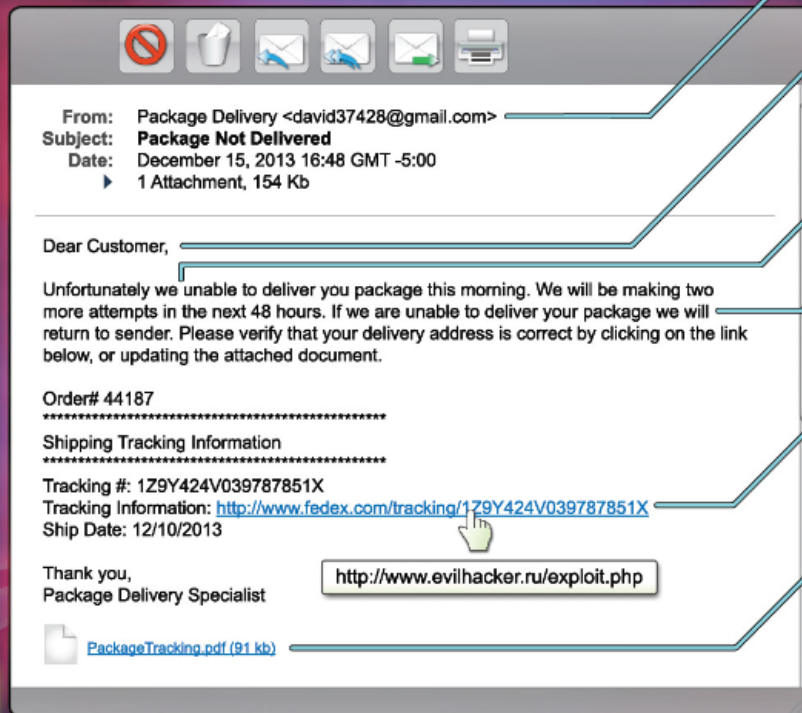 From: Package Delivery <david37428@gmail.com>
Subject: Package Not Delivered
Date: December 15, 2013 16:48 GMT -5:00
1 Attachment, 154 Kb
Dear Customer,
Unfortunately we unable to deliver you package this morning. We will be making two
more attempts in the next 48 hours. If we are unable to deliver your package we will
return to sender. Please verify that your delivery address is correct by clicking on the link
below, or updating the attached document.
Order# 44187
**************************************************
Shipping Tracking Information
**************************************************
Tracking #: 1Z9Y424V039787851X
Tracking Information: http://www.fedex.com/tracking/1Z9Y424V039787851X
Ship Date: 12/10/2013
http://www.evilhacker.ru/exploit.php
Thank you,
Package Delivery Specialist
PackageTracking.pdf (91 kb)